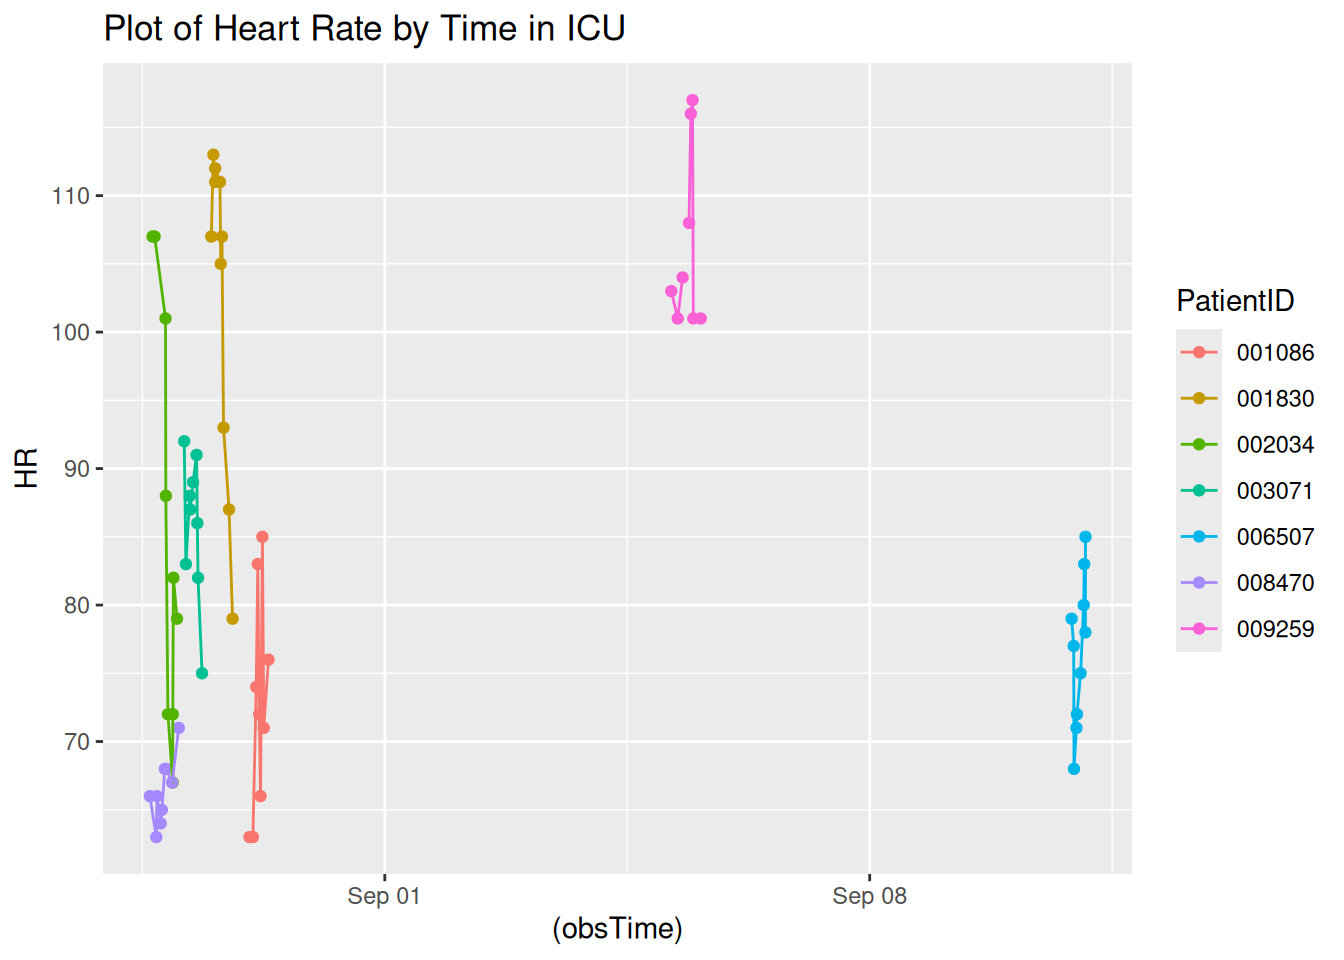 Plot of Heart Rate by Time in ICU
110
100
90
80
70
HR
Sep 01
Sep 08
(obsTime)
PatientID
001086
001830
002034
003071
006507
008470
009259